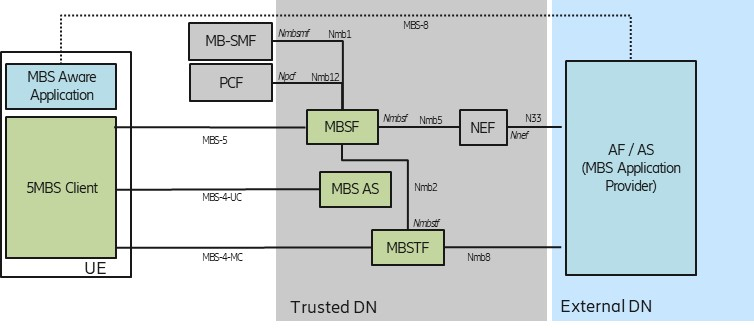 MBS-8
MB-SMF
Nmbsmf
Nmb1
MBS Aware
Application
PCF
Npcf
Nmb12
MBSF
Nmbsf
Nmb5
NEF
N33
Nnef
MBS-5
AF / AS
(MBS Application
Provider)
5MBS Client
MBS AS
MBS-4-UC
Nmb2
Nmbstf
MBSTF
MBS-4-MC
Nmb8
UE
Trusted DN
External DN